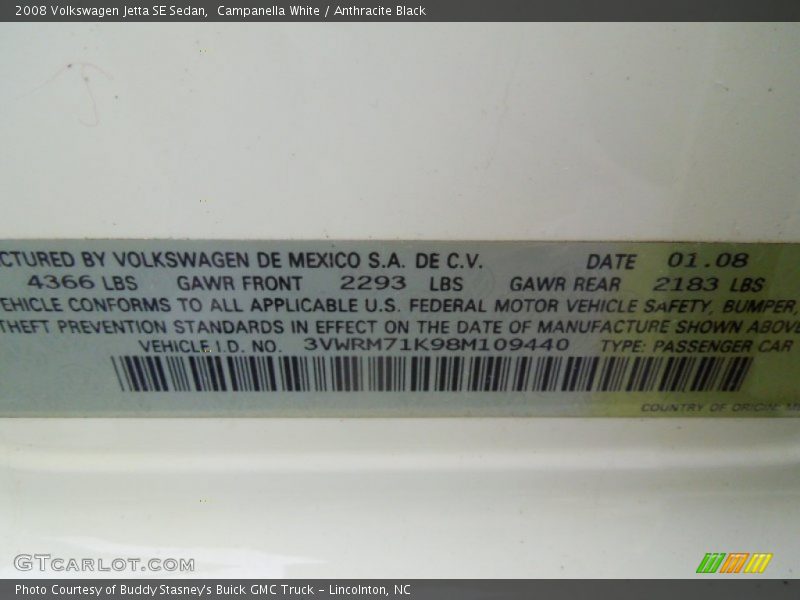 2008 Volkswagen Jetta SE Sedan,  Campanella White / Anthracite Black
CTURED BY VOLKSWAGEN DE MEXICO S.A. DE C.V. DATE 01.08
4366 LBS GAWR FRONT 2293 LBS GAWR REAR 2183 LBS
EHICLE CONFORMS TO ALL APPLICABLE U.S. FEDERAL MOTOR VEHICLE SAFETY, BUMPER,
THEFT PREVENTION STANDARDS IN EFFECT ON THE DATE OF MANUFACTURE SHOWN ABOVE
VEHICLE I.D. NO. 3VWRM71K98M109440 TYPE: PASSENGER CAR
COUNTRY OF ORIGIN: ME
GTCARLOT.COM
Photo Courtesy of Buddy Stasney's Buick GMC Truck – Lincolnton, NC